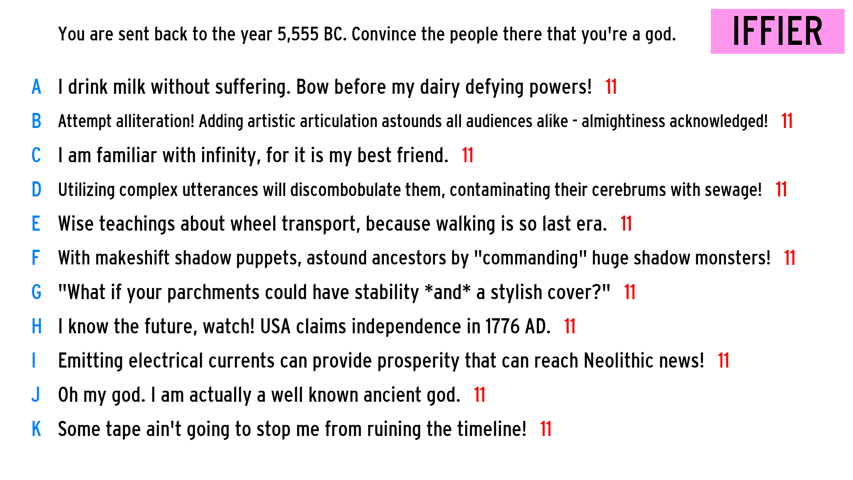 You are sent back to the year 5,555 BC. Convince the people there that you're a god.
IFFIER
A I drink milk without suffering. Bow before my dairy defying powers! 11
B Attempt alliteration! Adding artistic articulation astounds all audiences alike - almightiness acknowledged! 11
C I am familiar with infinity, for it is my best friend. 11
D Utilizing complex utterances will discombobulate them, contaminating their cerebrums with sewage! 11
E Wise teachings about wheel transport, because walking is so last era. 11
F With makeshift shadow puppets, astound ancestors by "commanding" huge shadow monsters! 11
G "What if your parchments could have stability *and* a stylish cover?" 11
H I know the future, watch! USA claims independence in 1776 AD. 11
I Emitting electrical currents can provide prosperity that can reach Neolithic news! 11
J Oh my god. I am actually a well known ancient god. 11
K Some tape ain't going to stop me from ruining the timeline! 11